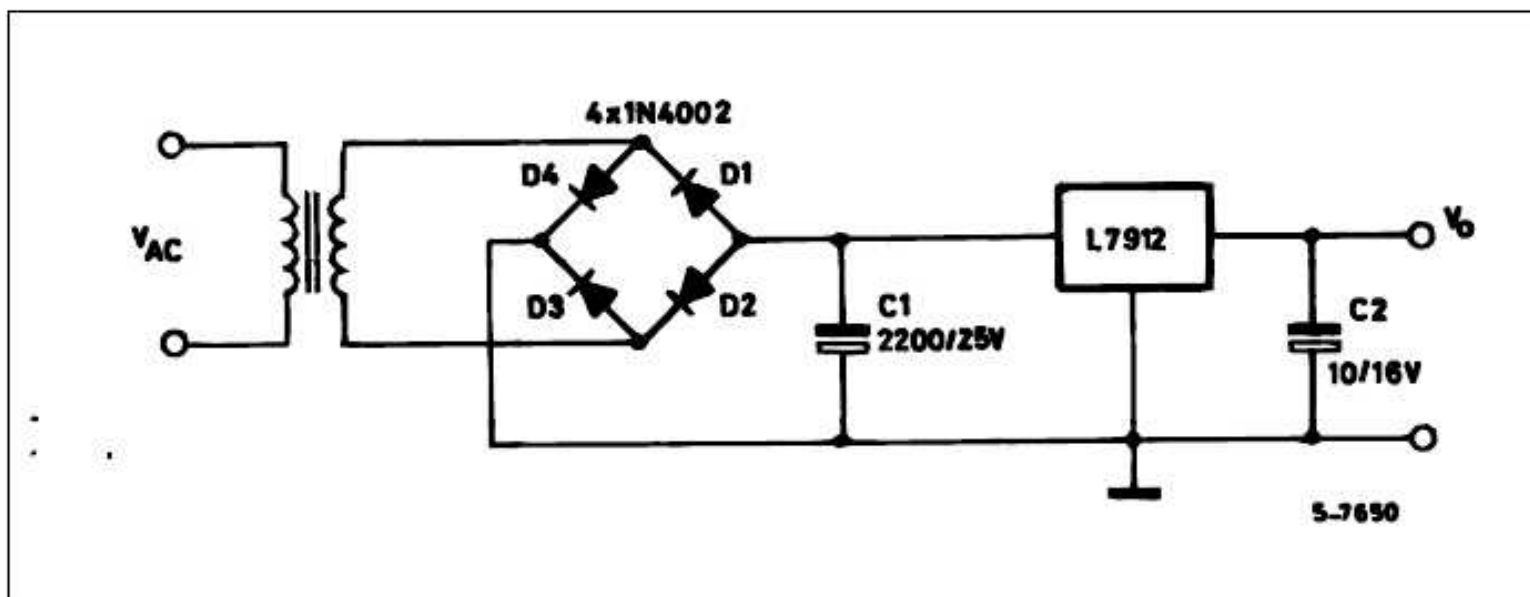 4x1N4002
D4
D1
VAC
D3
D2
L7912
C1
2200/25V
Vo
C2
10/16V
5-7650